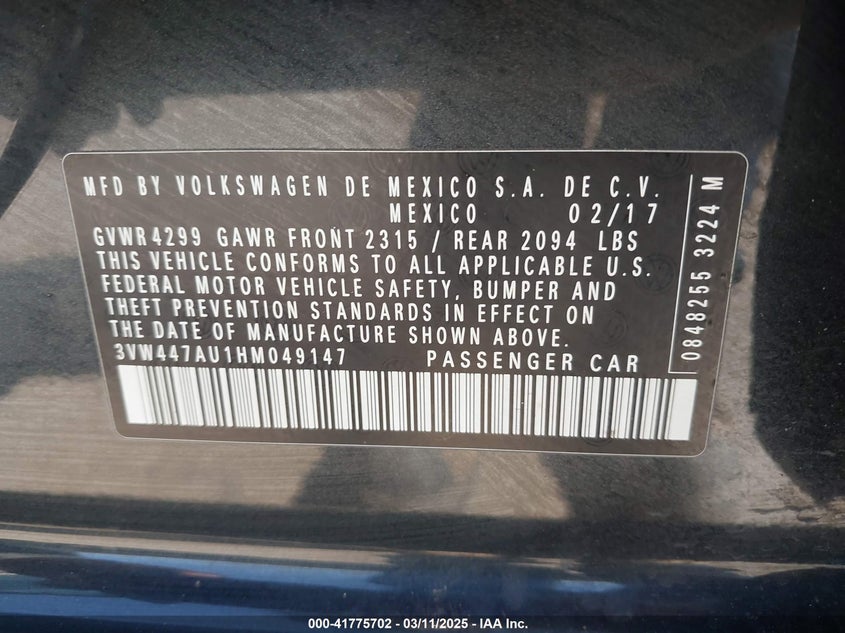 MFD BY VOLKSWAGEN DE MEXICO S.A. DE C.V.
MEXICO 02/17
GVWR 4299 GAWR FRONT 2315 / REAR 2094 LBS
THIS VEHICLE CONFORMS TO ALL APPLICABLE U.S.
FEDERAL MOTOR VEHICLE SAFETY, BUMPER AND
THEFT PREVENTION STANDARDS IN EFFECT ON
THE DATE OF MANUFACTURE SHOWN ABOVE.
3VW447AU1HM049147 PASSENGER CAR
0848255 3224 M
000-41775702 - 03/11/2025 - IAA Inc.